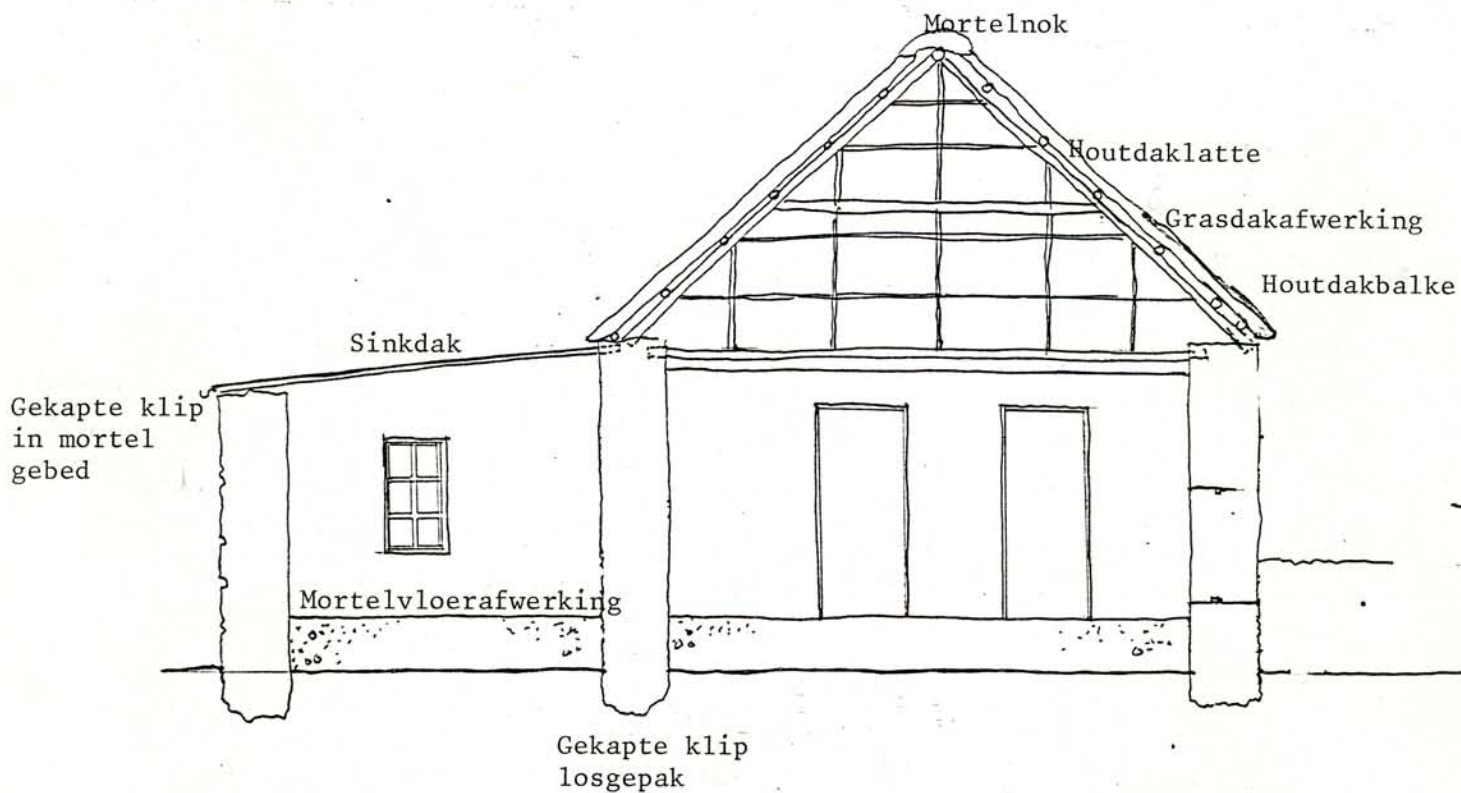 Mortelnok
Houtdaklatte
Grasdakafwerking
Houtdakbalke
Sinkdak
Gekapte klip
in mortel
gebed
Mortelvloerafwerking
Gekapte klip
losgepak